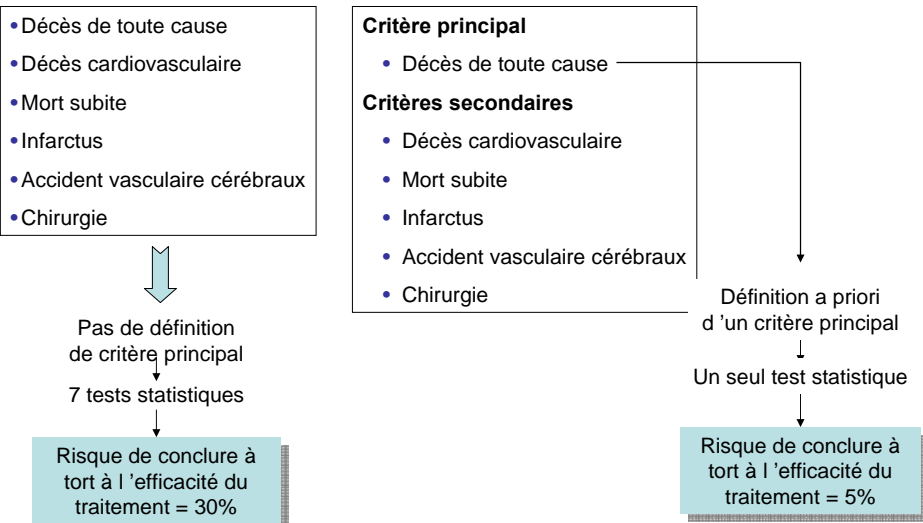 •Décès de toute cause
•Décès cardiovasculaire
•Mort subite
•Infarctus
•Accident vasculaire cérébraux
•Chirurgie
Pas de définition
de critère principal
7 tests statistiques
Risque de conclure à
tort à l ’efficacité du
traitement = 30%
Critère principal
• Décès de toute cause
Critères secondaires
• Décès cardiovasculaire
• Mort subite
• Infarctus
• Accident vasculaire cérébraux
• Chirurgie
Définition a priori
d ’un critère principal
Un seul test statistique
Risque de conclure à
tort à l ’efficacité du
traitement = 5%